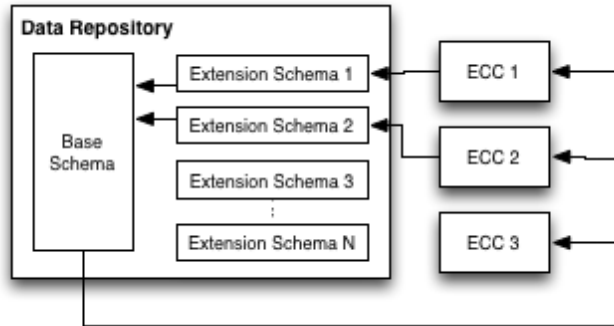 Data Repository
Base
Schema
Extension Schema 1
Extension Schema 2
Extension Schema 3
Extension Schema N
ECC 1
ECC 2
ECC 3